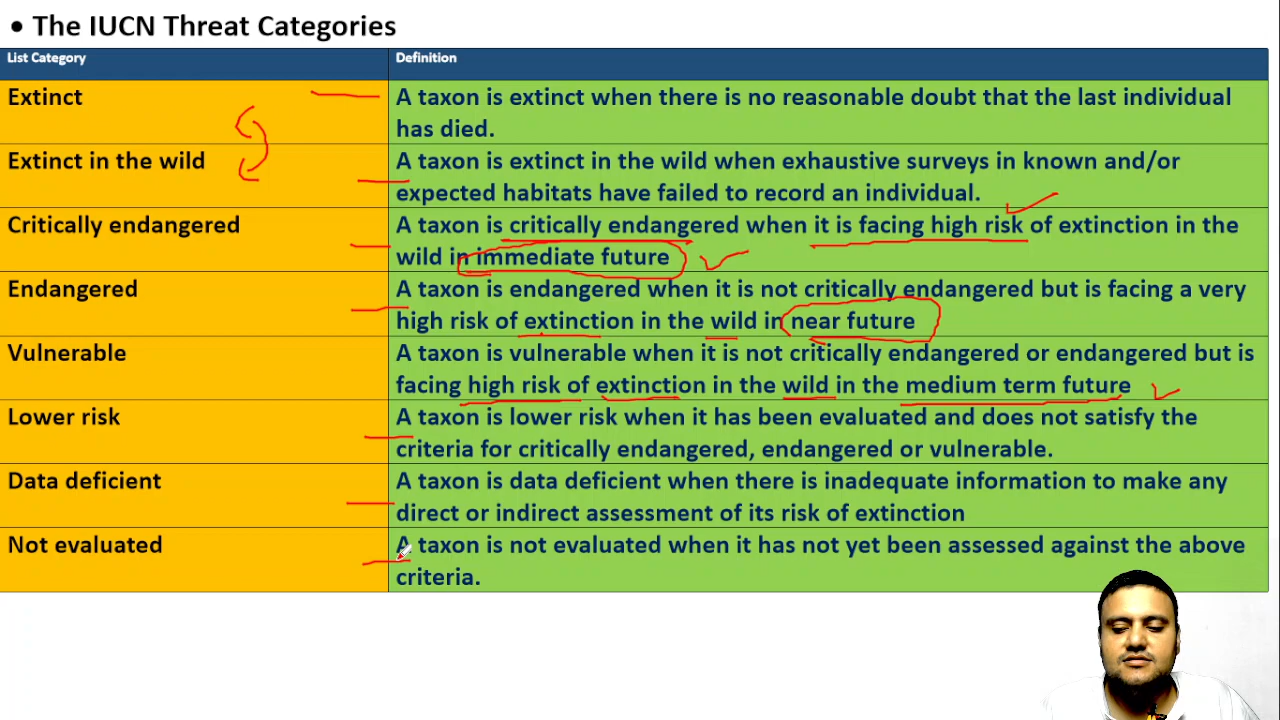 • The IUCN Threat Categories
List Category
Definition
Extinct
A taxon is extinct when there is no reasonable doubt that the last individual
has died.
Extinct in the wild
A taxon is extinct in the wild when exhaustive surveys in known and/or
expected habitats have failed to record an individual.
Critically endangered
A taxon is critically endangered when it is facing high risk of extinction in the
wild in immediate future
Endangered
A taxon is endangered when it is not critically endangered but is facing a very
high risk of extinction in the wild in near future
Vulnerable
A taxon is vulnerable when it is not critically endangered or endangered but is
facing high risk of extinction in the wild in the medium term future
Lower risk
A taxon is lower risk when it has been evaluated and does not satisfy the
criteria for critically endangered, endangered or vulnerable.
Data deficient
A taxon is data deficient when there is inadequate information to make any
direct or indirect assessment of its risk of extinction
Not evaluated
A taxon is not evaluated when it has not yet been assessed against the above
criteria.